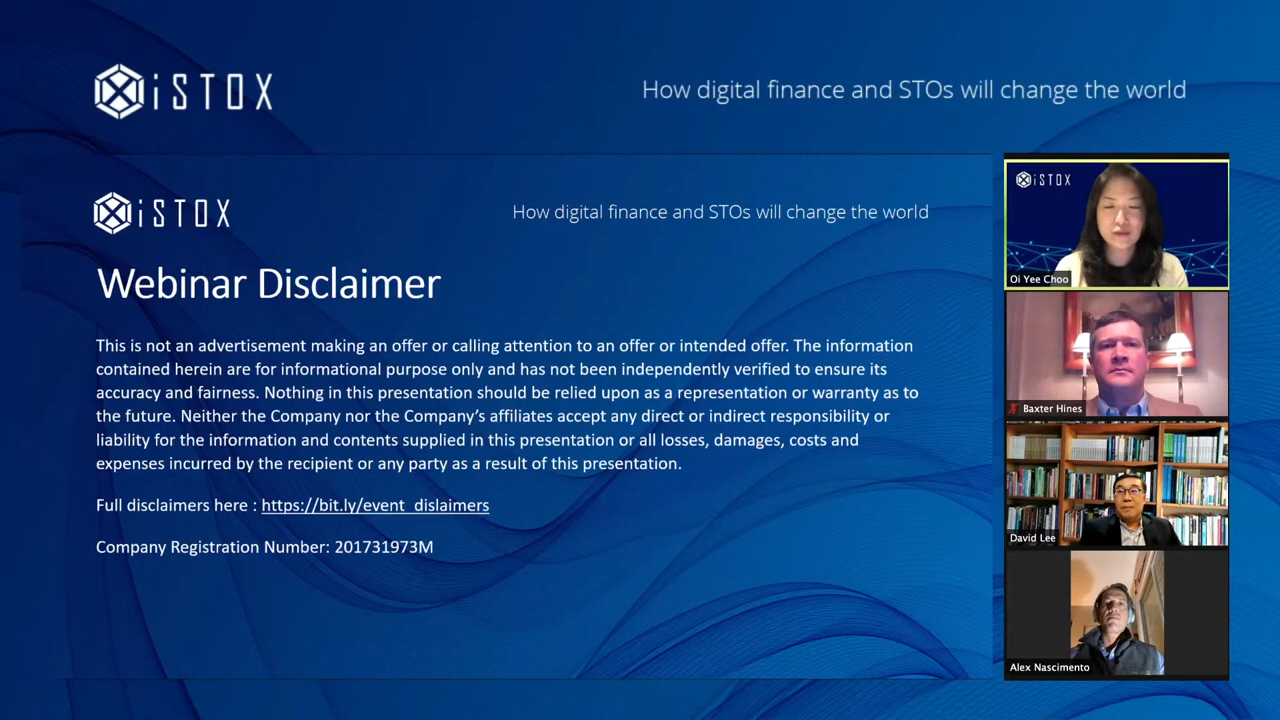 iSTOX
How digital finance and STOs will change the world
iSTOX
How digital finance and STOs will change the world
Webinar Disclaimer
This is not an advertisement making an offer or calling attention to an offer or intended offer. The information
contained herein are for informational purpose only and has not been independently verified to ensure its
accuracy and fairness. Nothing in this presentation should be relied upon as a representation or warranty as to
the future. Neither the Company nor the Company's affiliates accept any direct or indirect responsibility or
liability for the information and contents supplied in this presentation or all losses, damages, costs and
expenses incurred by the recipient or any party as a result of this presentation.
Full disclaimers here : https://bit.ly/event_dislaimers
Company Registration Number: 201731973M
iSTOX
Oi Yee Choo
Baxter Hines
David Lee
Alex Nascimento